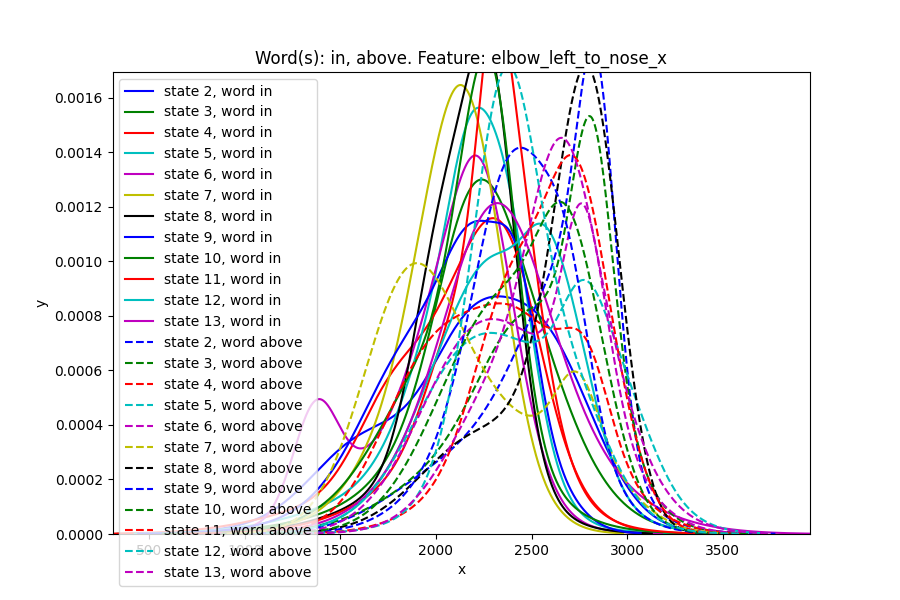 Word(s): in, above. Feature: elbow_left_to_nose_x
0.0016
0.0014
0.0012
0.0010
0.0008
0.0006
0.0004
0.0002
0.0000
y
state 2, word in
state 3, word in
state 4, word in
state 5, word in
state 6, word in
state 7, word in
state 8, word in
state 9, word in
state 10, word in
state 11, word in
state 12, word in
state 13, word in
state 2, word above
state 3, word above
state 4, word above
state 5, word above
state 6, word above
state 7, word above
state 8, word above
state 9, word above
state 10, word above
state 11, word above
state 12, word above
state 13, word above
500 1000 1500 2000 2500 3000 3500
x